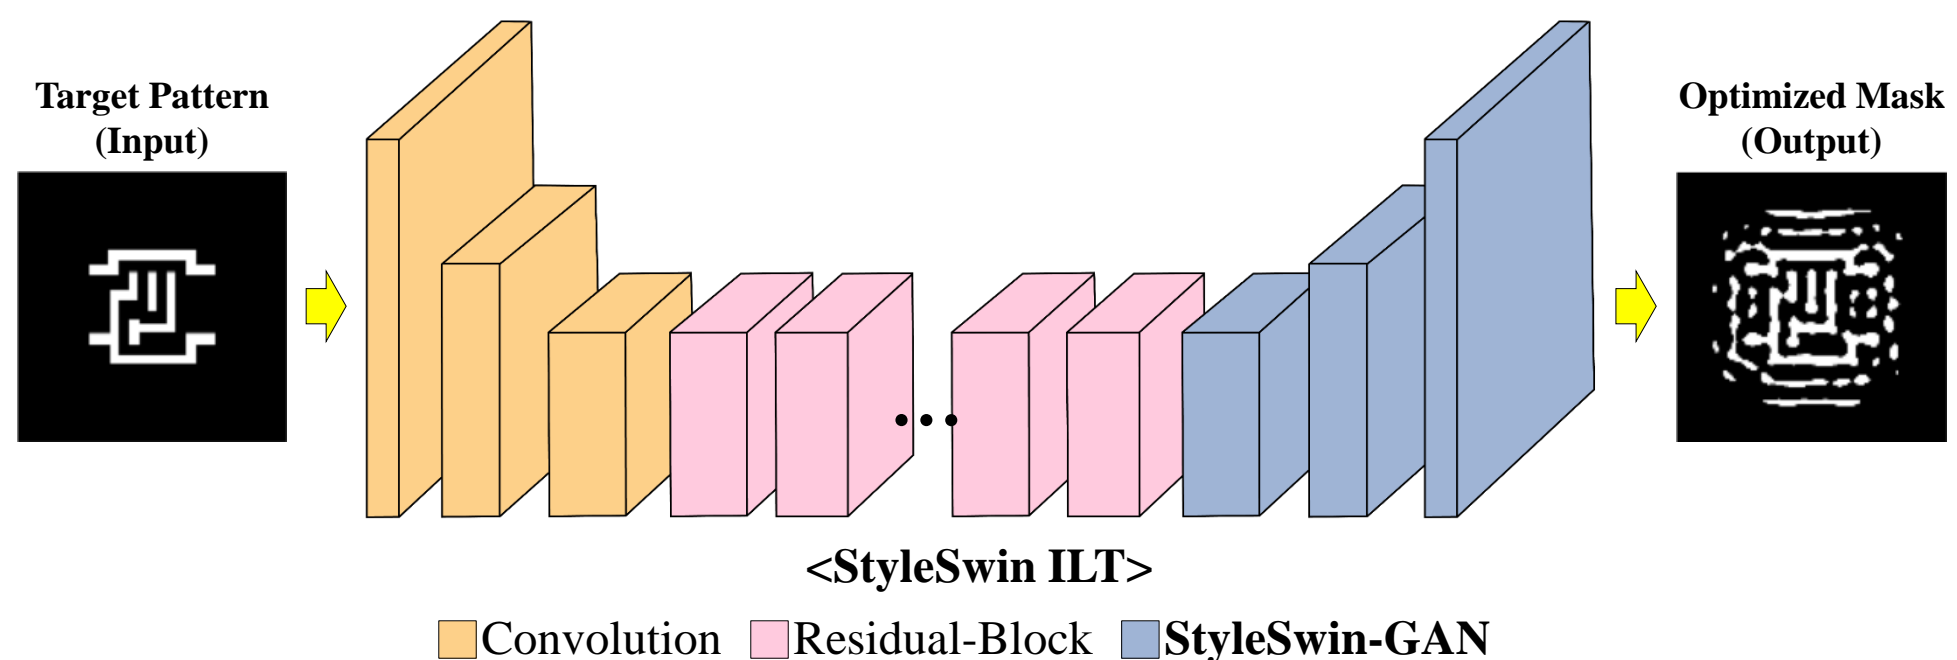 Target Pattern
(Input)
Optimized Mask
(Output)
<StyleSwin ILT>
Convolution
Residual-Block
StyleSwin-GAN